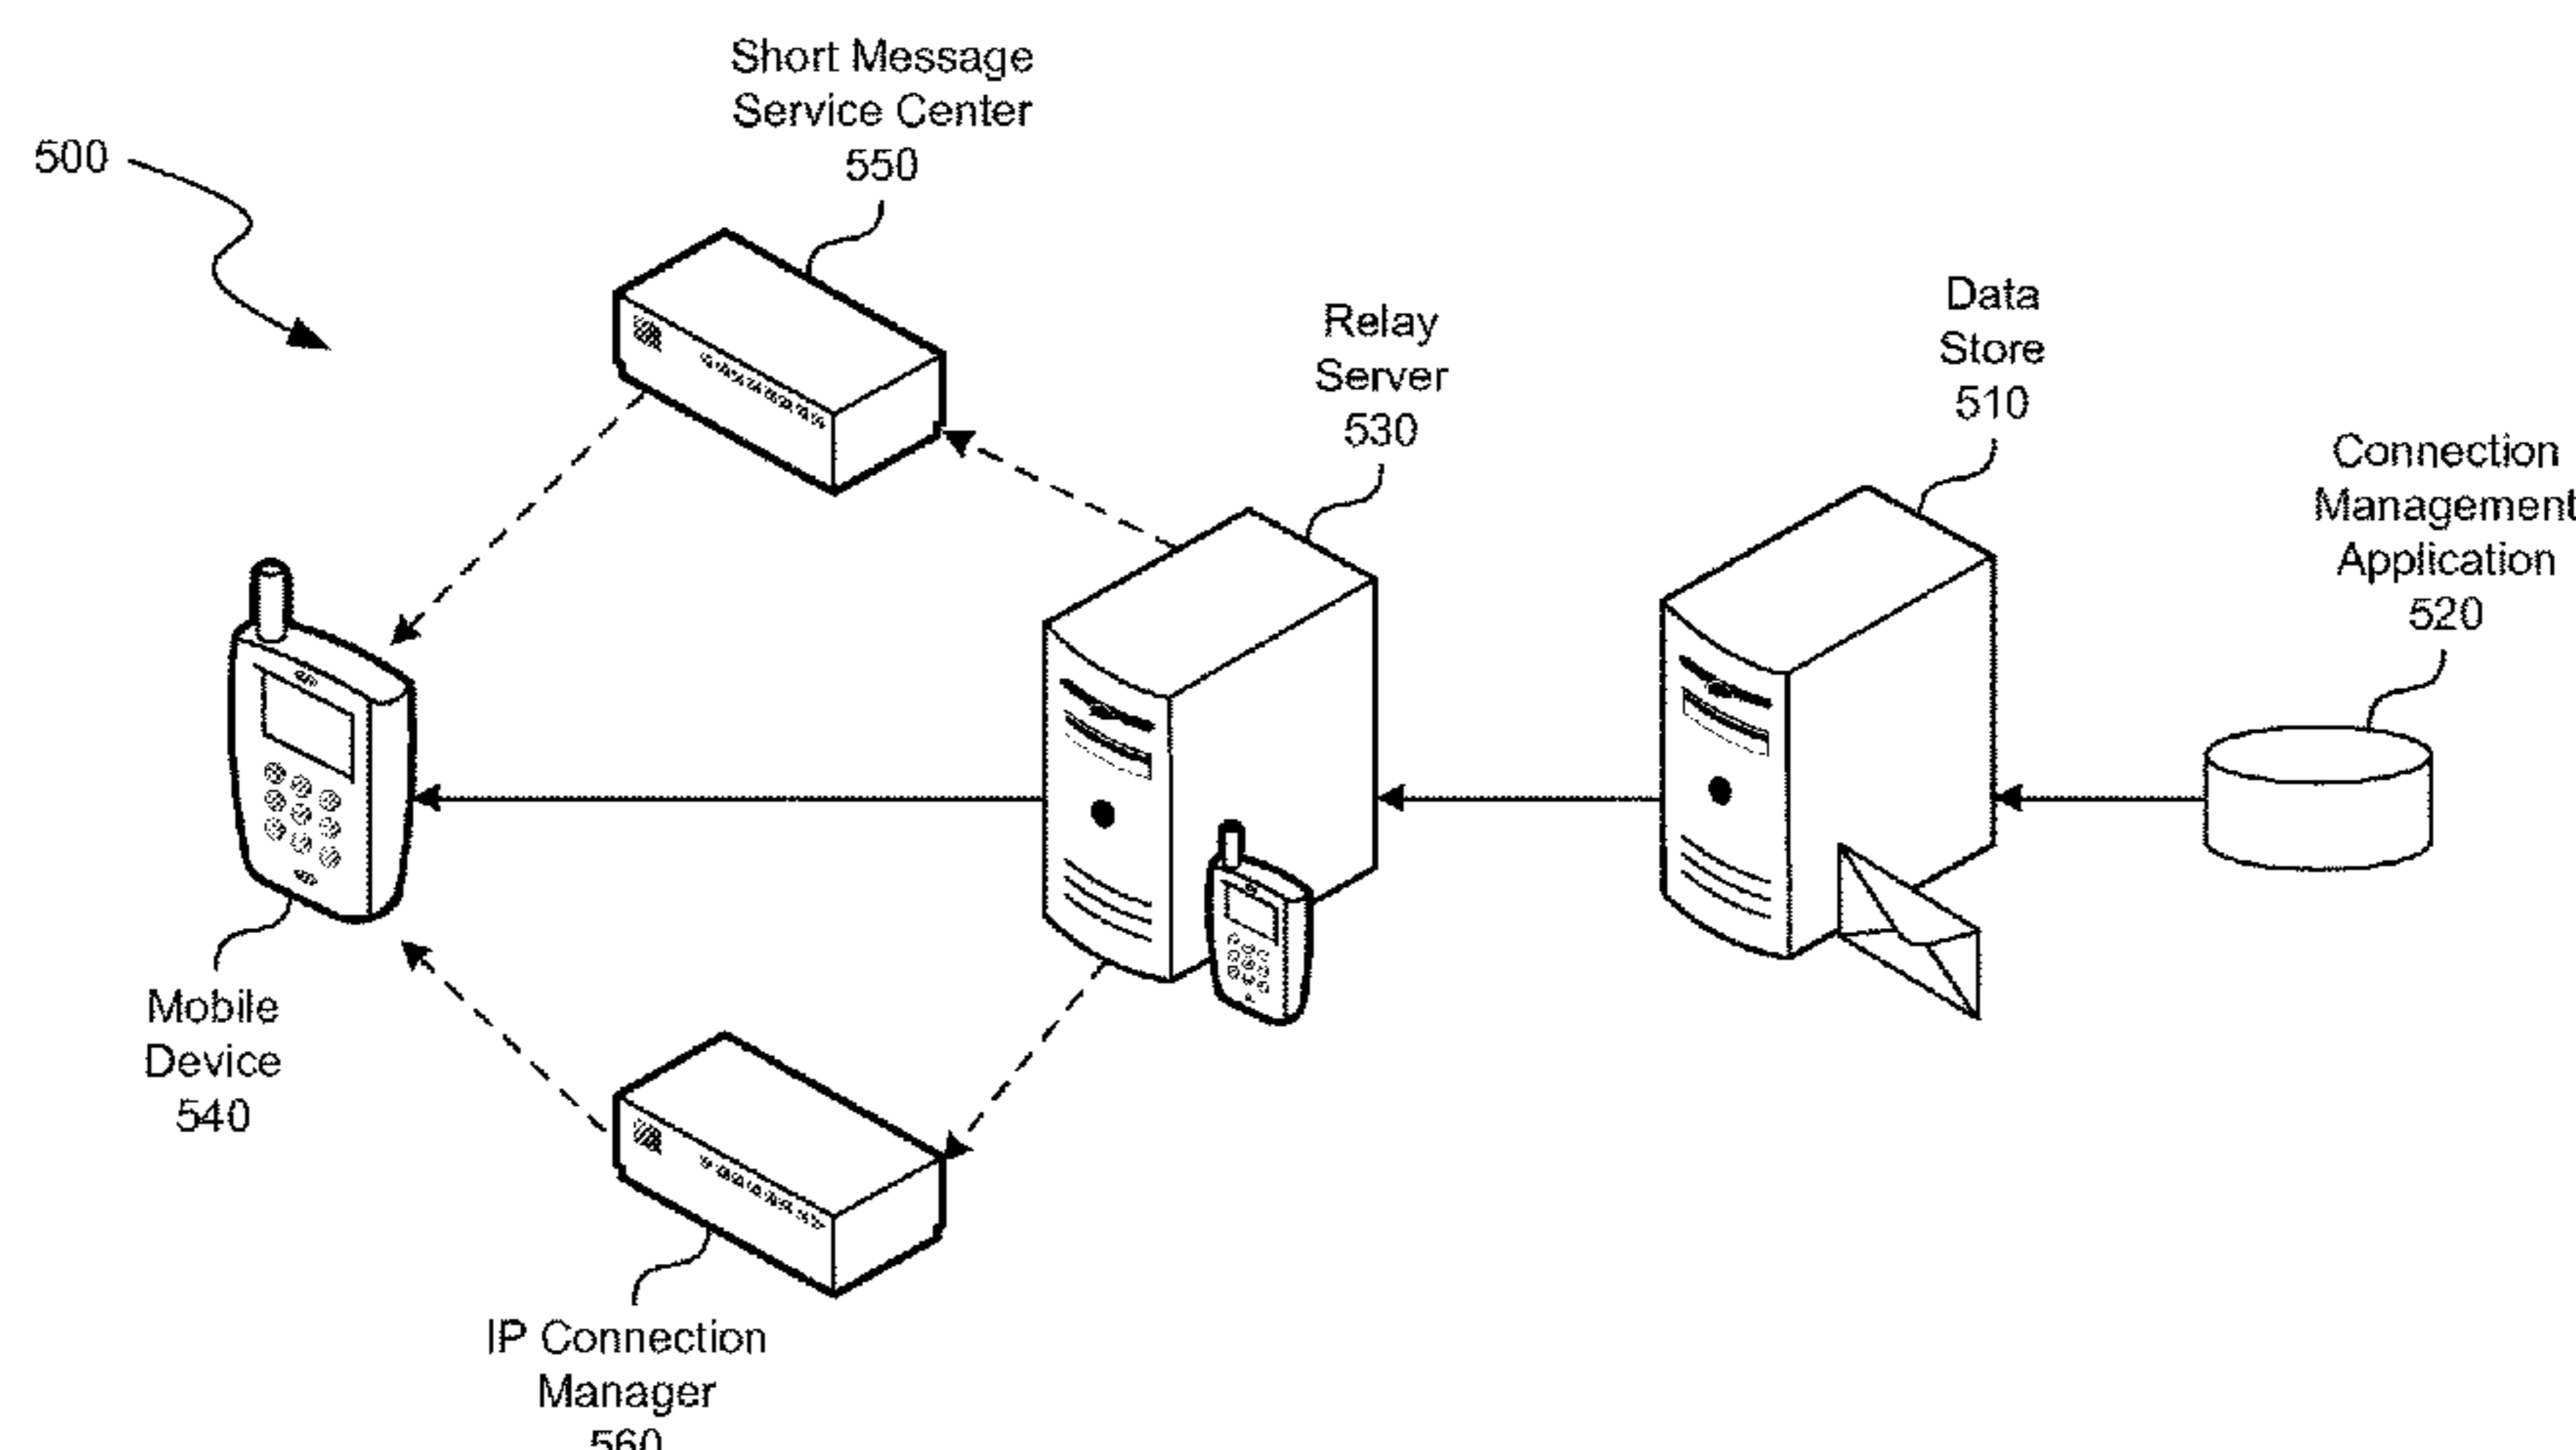 Short Message
Service Center
550
500
Relay
Server
530
Data
Store
510
Connection
Management
Application
520
Mobile
Device
540
IP Connection
Manager
560